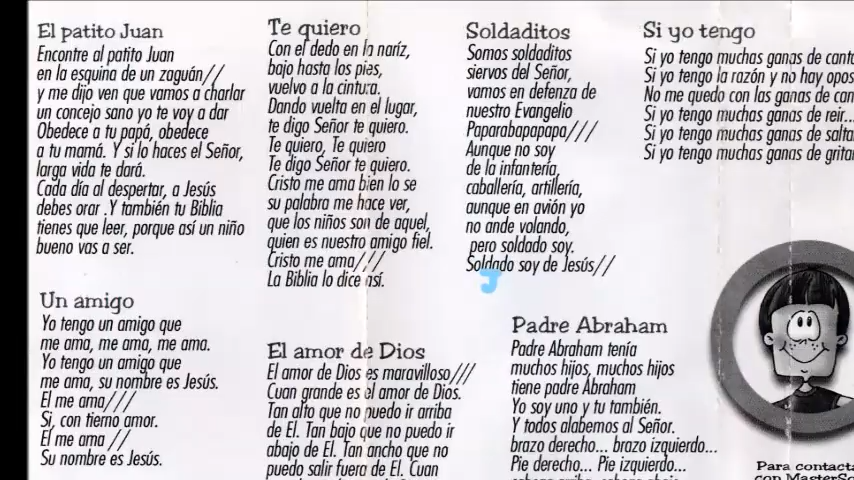 El patito Juan
Encontre al patito Juan
en la esquina de un zaguán//
y me dijo ven que vamos a charlar
un concejo sano yo te voy a dar
Obedece a tu papá, obedece
a tu mamá. Y si lo haces el Señor,
larga vida te dará.
Cada día al despertar, a Jesús
debes orar .Y también tu Biblia
tienes que leer, porque así un niño
bueno vas a ser.
Un amigo
Yo tengo un amigo que
me ama, me ama, me ama.
Yo tengo un amigo que
me ama, su nombre es Jesús.
El me ama///
Si, con tierno amor.
El me ama //
Su nombre es Jesús.
Te quiero
Con el dedo en la naríz,
bajo hasta los pies,
vuelvo a la cintura.
Dando vuelta en el lugar,
te digo Señor te quiero.
Te quiero, Te quiero
Te digo Señor te quiero.
Cristo me ama bien lo se
su palabra me hace ver,
que los niños son de aquel,
quien es nuestro amigo fiel.
Cristo me ama///
La Biblia lo dice así.
El amor de Dios
El amor de Dios es maravilloso///
Cuan grande es el amor de Dios.
Tan alto que no puedo ir arriba
de El. Tan bajo que no puedo ir
abajo de El. Tan ancho que no
puedo salir fuera de El. Cuan
Soldaditos
Somos soldaditos
siervos del Señor,
vamos en defenza de
nuestro Evangelio
Paparabapapapa///
Aunque no soy
de la infantería,
caballería, artillería,
aunque en avión yo
no ande volando,
pero soldado soy.
Soldado soy de Jesús//
J
Padre Abraham
Padre Abraham tenía
muchos hijos, muchos hijos
tiene padre Abraham
Yo soy uno y tu también.
Y todos alabemos al Señor.
brazo derecho... brazo izquierdo...
Pie derecho... Pie izquierdo...
Si yo tengo
Si yo tengo muchas ganas de
Si yo tengo la razón y no hay
No me quedo con las ganas de
Si yo tengo muchas ganas de reir...
Si yo tengo muchas ganas de
Si yo tengo muchas ganas de
Para
con